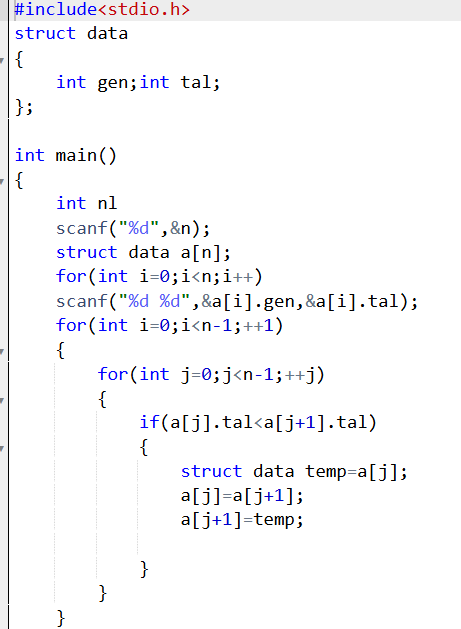 #include<stdio.h>
struct data
{
    int gen;int tal;
};

int main()
{
    int nl
    scanf("%d",&n);
    struct data a[n];
    for(int i=0;i<n;i++)
    scanf("%d %d",&a[i].gen,&a[i].tal);
    for(int i=0;i<n-1;++1)
    {
        for(int j=0;j<n-1;++j)
        {
            if(a[j].tal<a[j+1].tal)
            {
                struct data temp=a[j];
                a[j]=a[j+1];
                a[j+1]=temp;

            }
        }
    }